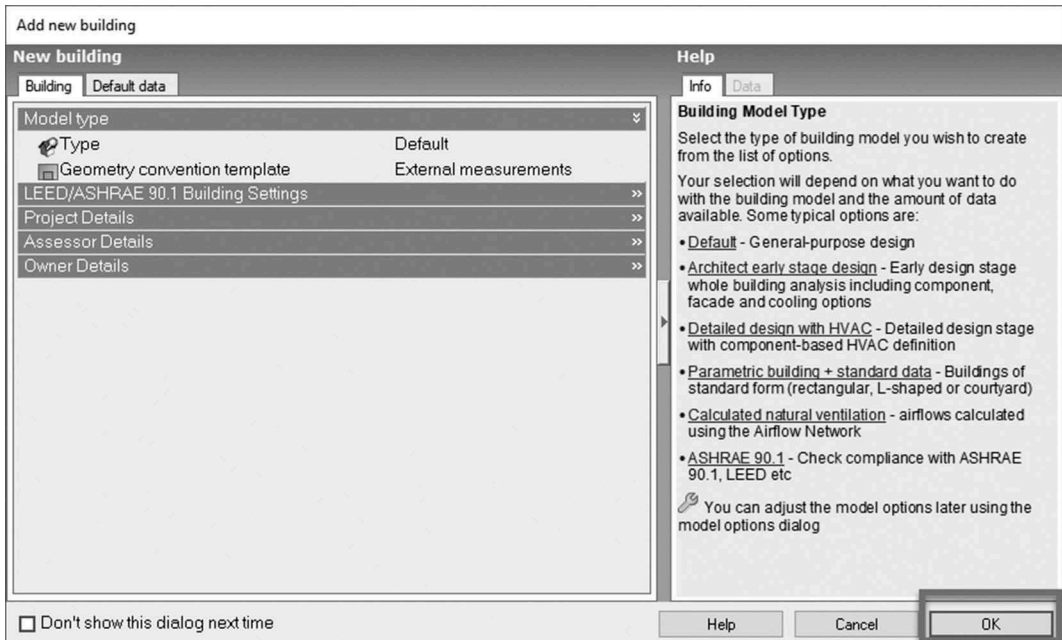 Add new building
New building
Building Default data
Model type
Type Default
Geometry convention template External measurements
LEED/ASHRAE 90.1 Building Settings
Project Details
Assessor Details
Owner Details
Don't show this dialog next time
Help
Info Data
Building Model Type
Select the type of building model you wish to create
from the list of options.
Your selection will depend on what you want to do
with the building model and the amount of data
available. Some typical options are:
• Default - General-purpose design
• Architect early stage design - Early design stage
whole building analysis including component,
facade and cooling options
• Detailed design with HVAC - Detailed design stage
with component-based HVAC definition
• Parametric building + standard data - Buildings of
standard form (rectangular, L-shaped or courtyard)
• Calculated natural ventilation - airflows calculated
using the Airflow Network
• ASHRAE 90.1 - Check compliance with ASHRAE
90.1, LEED etc
You can adjust the model options later using the
model options dialog
Help Cancel OK